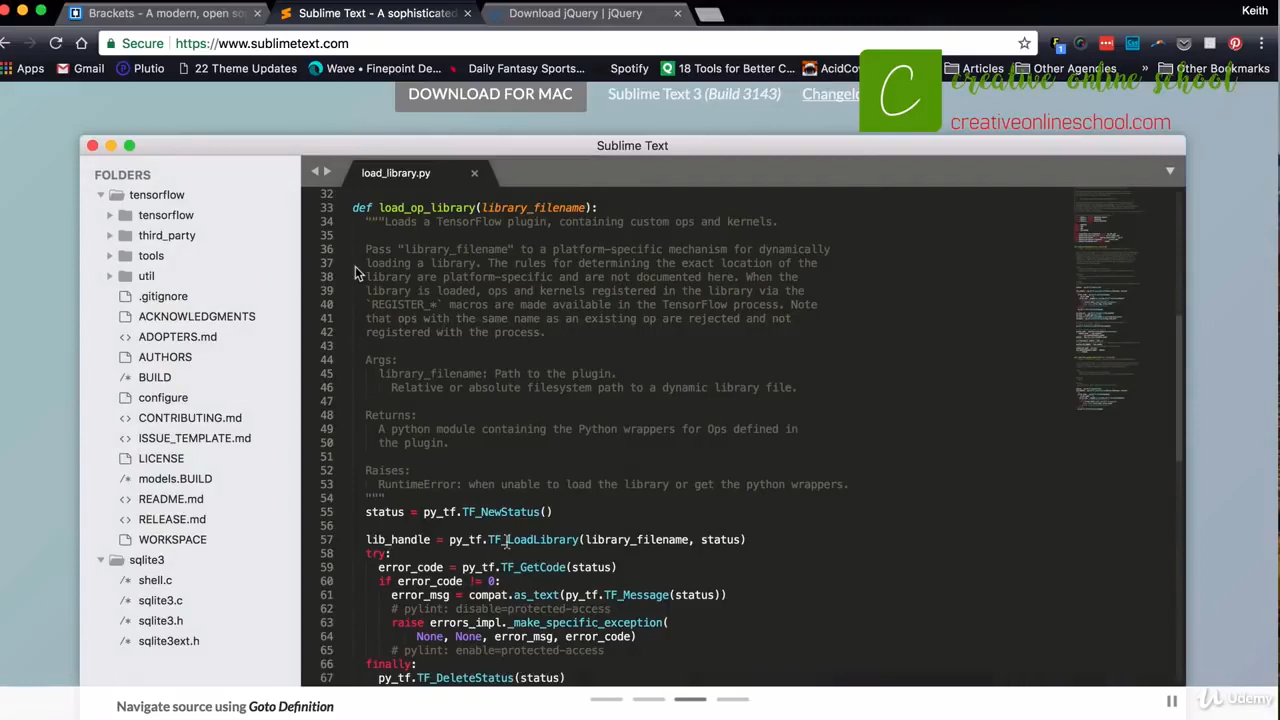 Brackets - A modern, open so
Sublime Text - A sophisticated
Download jQuery | jQuery
Keith
Secure https://www.sublimetext.com
Apps Gmail Plutio 22 Theme Updates Wave • Finepoint De... Daily Fantasy Sports... Spotify 18 Tools for Better C... AcidCow Articles Other Agencies » Other Bookmarks
DOWNLOAD FOR MAC Sublime Text 3 (Build 3143) Changelo
C creative online school
creativeonlineschool.com
Sublime Text
FOLDERS
tensorflow
tensorflow
third_party
tools
util
.gitignore
ACKNOWLEDGMENTS
ADOPTERS.md
AUTHORS
BUILD
configure
CONTRIBUTING.md
ISSUE_TEMPLATE.md
LICENSE
models.BUILD
README.md
RELEASE.md
WORKSPACE
sqlite3
shell.c
sqlite3.c
sqlite3.h
sqlite3ext.h
load_library.py
32
33 def load_op_library(library_filename):
34 """Loads a TensorFlow plugin, containing custom ops and kernels.
35
36 Pass "library_filename" to a platform-specific mechanism for dynamically
37 loading a library. The rules for determining the exact location of the
38 library are platform-specific and are not documented here. When the
39 library is loaded, ops and kernels registered in the library via the
40 `REGISTER_*` macros are made available in the TensorFlow process. Note
41 that ops with the same name as an existing op are rejected and not
42 registered with the process.
43
44 Args:
45 library_filename: Path to the plugin.
46 Relative or absolute filesystem path to a dynamic library file.
47
48 Returns:
49 A python module containing the Python wrappers for Ops defined in
50 the plugin.
51
52 Raises:
53 RuntimeError: when unable to load the library or get the python wrappers.
54 """
55 status = py_tf.TF_NewStatus()
56
57 lib_handle = py_tf.TF_LoadLibrary(library_filename, status)
58 try:
59 error_code = py_tf.TF_GetCode(status)
60 if error_code != 0:
61 error_msg = compat.as_text(py_tf.TF_Message(status))
62 # pylint: disable=protected-access
63 raise errors_impl._make_specific_exception(
64 None, None, error_msg, error_code)
65 # pylint: enable=protected-access
66 finally:
67 py_tf.TF_DeleteStatus(status)
Navigate source using Goto Definition
Udemy